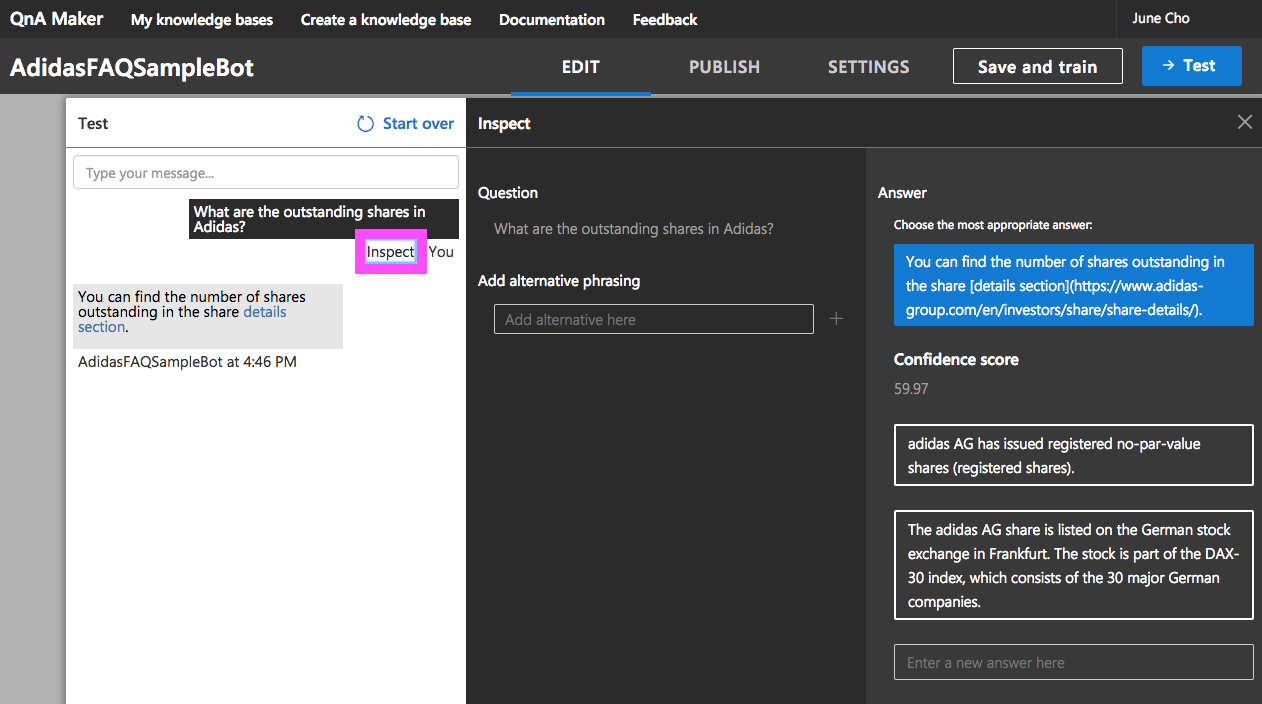 QnA Maker My knowledge bases Create a knowledge base Documentation Feedback June Cho
AdidasFAQSampleBot EDIT PUBLISH SETTINGS Save and train → Test
Test Start over
Type your message...
What are the outstanding shares in
Adidas?
Inspect You
You can find the number of shares
outstanding in the share details
section.
AdidasFAQSampleBot at 4:46 PM
Inspect
Question
What are the outstanding shares in Adidas?
Add alternative phrasing
Add alternative here
Answer
Choose the most appropriate answer:
You can find the number of shares outstanding in
the share [details section](https://www.adidas-
group.com/en/investors/share/share-details/).
Confidence score
59.97
adidas AG has issued registered no-par-value
shares (registered shares).
The adidas AG share is listed on the German stock
exchange in Frankfurt. The stock is part of the DAX-
30 index, which consists of the 30 major German
companies.
Enter a new answer here